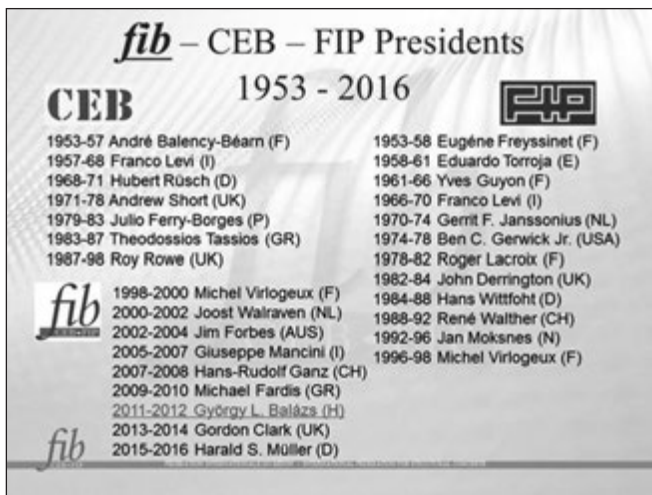 fib – CEB – FIP Presidents
1953 - 2016
CEB
FIP
1953-57 André Balency-Béarn (F)
1957-68 Franco Levi (I)
1968-71 Hubert Rüsch (D)
1971-78 Andrew Short (UK)
1979-83 Julio Ferry-Borges (P)
1983-87 Theodossios Tassios (GR)
1987-98 Roy Rowe (UK)
1953-58 Eugéne Freyssinet (F)
1958-61 Eduardo Torroja (E)
1961-66 Yves Guyon (F)
1966-70 Franco Levi (I)
1970-74 Gerrit F. Janssonius (NL)
1974-78 Ben C. Gerwick Jr. (USA)
1978-82 Roger Lacroix (F)
1982-84 John Derrington (UK)
1984-88 Hans Wittfoht (D)
1988-92 René Walther (CH)
1992-96 Jan Moksnes (N)
1996-98 Michel Virlogeux (F)
fib
CEB-FIP
1998-2000 Michel Virlogeux (F)
2000-2002 Joost Walraven (NL)
2002-2004 Jim Forbes (AUS)
2005-2007 Giuseppe Mancini (I)
2007-2008 Hans-Rudolf Ganz (CH)
2009-2010 Michael Fardis (GR)
2011-2012 György L. Balázs (H)
2013-2014 Gordon Clark (UK)
2015-2016 Harald S. Müller (D)
fib